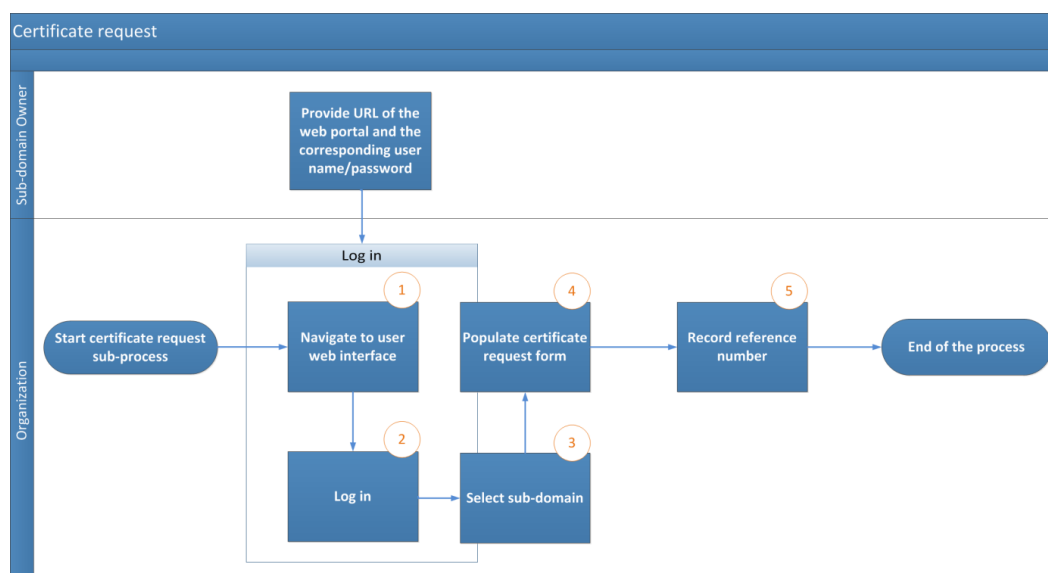 Certificate request
Sub-domain Owner
Provide URL of the
web portal and the
corresponding user
name/password
Organization
Log in
Start certificate request
sub-process
1
Navigate to user
web interface
2
Log in
3
Select sub-domain
4
Populate certificate
request form
5
Record reference
number
End of the process